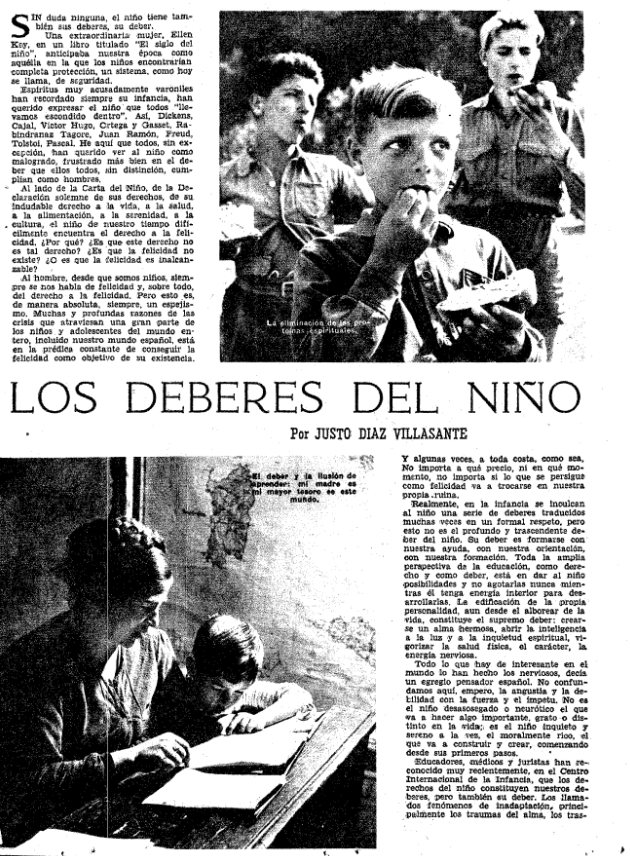 SIN duda ninguna, el niño tiene tam-
bién sus deberes, su deber.
Una extraordinaria mujer, Ellen
Key, en un libro titulado "El siglo del
niño", anticipaba nuestra época como
aquélla en la que los niños encontrarían
completa protección, un sistema, como hoy
se llama, de seguridad.
Espíritus muy acusadamente varoniles
han recordado siempre su infancia, han
querido expresar el niño que todos "lle-
vamos escondido dentro". Así, Dickens,
Cajal, Víctor Hugo, Ortega y Gasset, Ra-
bindranaz Tagore, Juan Ramón, Freud,
Tolstoi, Pascal. He aquí que todos, sin ex-
cepción, han querido ver al niño como
malogrado, frustrado más bien en el de-
ber que ellos todos, sin distinción, cum-
plían como hombres.
Al lado de la Carta del Niño, de la De-
claración solemne de sus derechos, de su
indudable derecho a la vida, a la salud,
a la alimentación, a la serenidad, a la
cultura, el niño de nuestro tiempo difí-
cilmente encuentra el derecho a la feli-
cidad, ¿Por qué? ¿Es que este derecho no
es tal derecho? ¿Es que la felicidad no
existe? ¿O es que la felicidad es inalcan-
zable?
Al hombre, desde que somos niños, siem-
pre se nos habla de felicidad y, sobre todo,
del derecho a la felicidad. Pero esto es,
de manera absoluta, siempre, un espejis-
mo. Muchas y profundas razones de las
crisis que atraviesan una gran parte de
los niños y adolescentes del mundo en-
tero, incluído nuestro mundo español, está
en la prédica constante de conseguir la
felicidad como objetivo de su existencia.
La eliminación de las pro-
teínas espirituales.
LOS DEBERES DEL NIÑO
Por JUSTO DIAZ VILLASANTE
El deber y la ilusión de
aprender: mi madre es
mi mayor tesoro en este
mundo.
Y algunas veces, a toda costa, como sea,
No importa a qué precio, ni en qué mo-
mento, no importa si lo que se persigue
como felicidad va a trocarse en nuestra
propia ruina.
Realmente, en la infancia se inculcan
al niño una serie de deberes traducidos
muchas veces en un formal respeto, pero
esto no es el profundo y trascendente de-
ber del niño. Su deber es formarse con
nuestra ayuda, con nuestra orientación,
con nuestra formación. Toda la amplia
perspectiva de la educación, como dere-
cho y como deber, está en dar al niño
posibilidades y no agotarlas nunca mien-
tras él tenga energía interior para des-
arrollarlas. La edificación de la propia
personalidad, aun desde el alborear de la
vida, constituye el supremo deber: crear-
se un alma hermosa, abrir la inteligencia
a la luz y a la inquietud espiritual, vi-
gorizar la salud física, el carácter, la
energía nerviosa.
Todo lo que hay de interesante en el
mundo lo han hecho los nerviosos, decía
un egregio pensador español. No confun-
damos aquí, empero, la angustia y la de-
bilidad con la fuerza y el ímpetu. No es
el niño desasosegado o neurótico el que
va a hacer algo importante, grato o dis-
tinto en la vida; es el niño inquieto y
sereno a la vez, el moralmente rico, el
que va a construir y crear, comenzando
desde sus primeros pasos.
Educadores, médicos y juristas han re-
conocido muy recientemente, en el Centro
Internacional de la Infancia, que los de-
rechos del niño constituyen nuestros de-
beres, pero también su deber. Los llama-
dos fenómenos de inadaptación, princi-
palmente los traumas del alma, los tras-